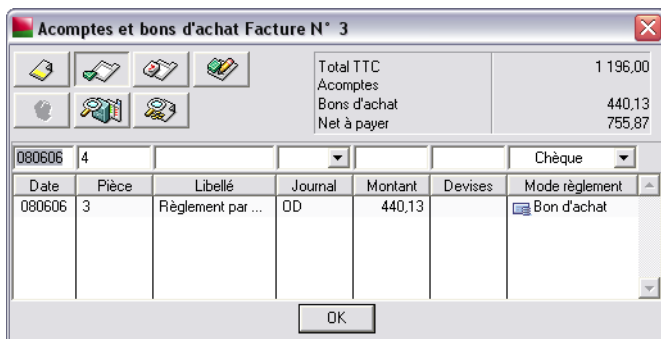 Acomptes et bons d'achat Facture N° 3
Total TTC 1 196,00
Acomptes
Bons d'achat 440,13
Net à payer 755,87
080606 4 Chèque
Date Pièce Libellé Journal Montant Devises Mode règlement
080606 3 Règlement par ... OD 440,13 Bon d'achat
OK